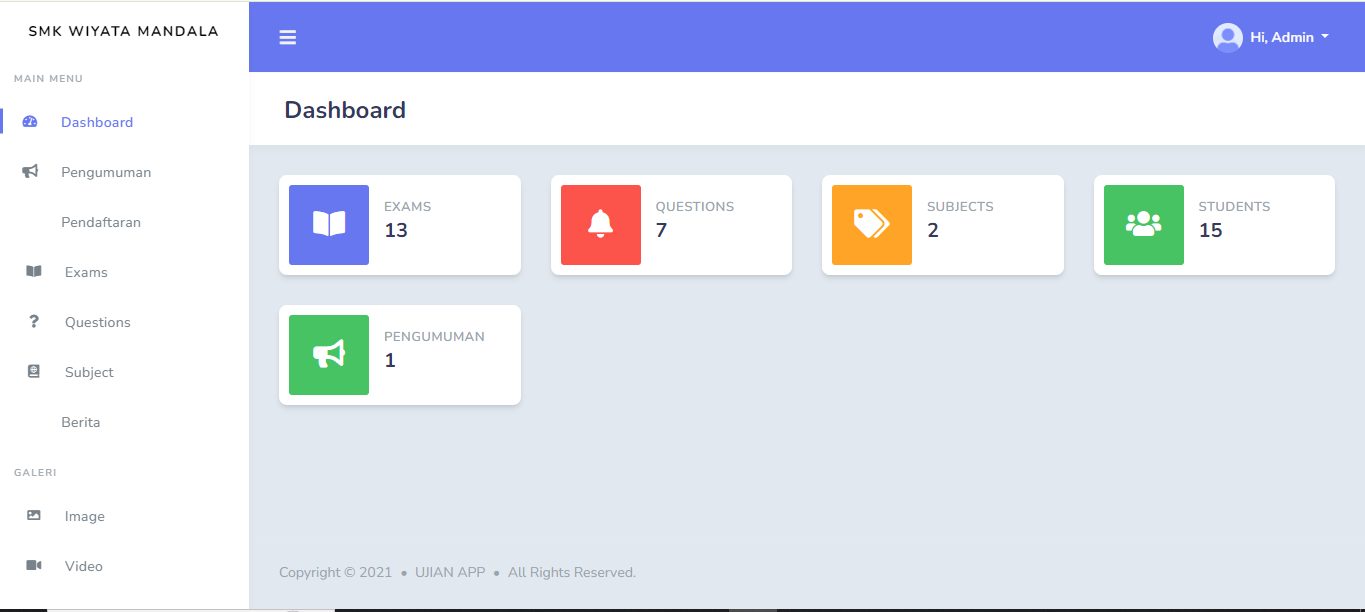 SMK WIYATA MANDALA
MAIN MENU
Dashboard
Pengumuman
Pendaftaran
Exams
Questions
Subject
Berita
GALERI
Image
Video
Hi, Admin
Dashboard
EXAMS
13
QUESTIONS
7
SUBJECTS
2
STUDENTS
15
PENGUMUMAN
1
Copyright © 2021 • UJIAN APP • All Rights Reserved.